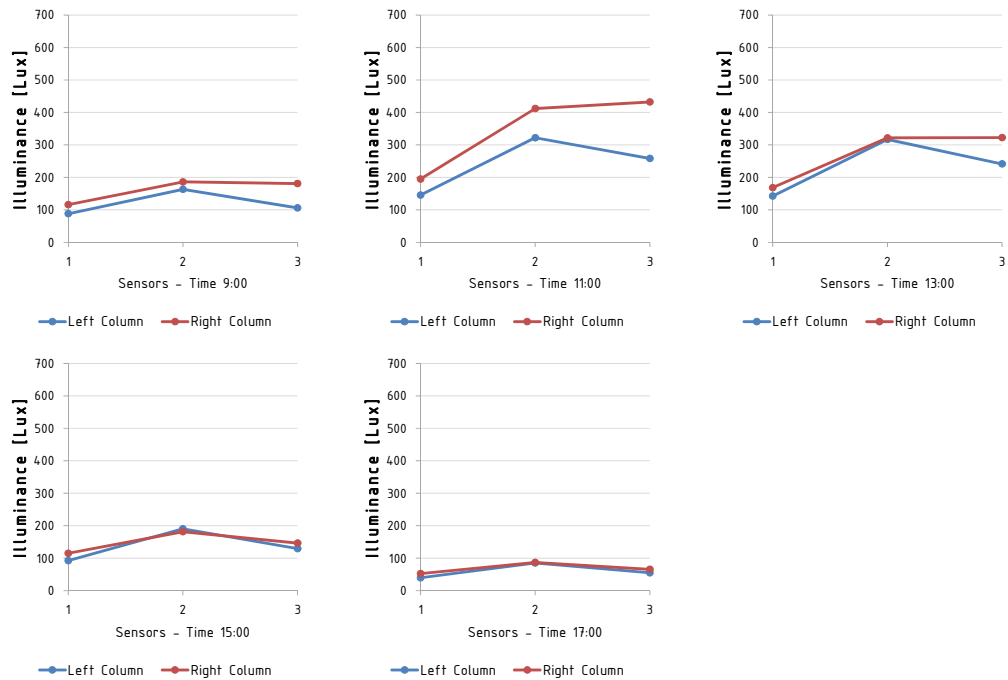 700
600
500
400
300
200
100
0
Illuminance [Lux]
1 2 3
Sensors - Time 9:00
Left Column Right Column
700
600
500
400
300
200
100
0
Illuminance [Lux]
1 2 3
Sensors - Time 11:00
Left Column Right Column
700
600
500
400
300
200
100
0
Illuminance [Lux]
1 2 3
Sensors - Time 13:00
Left Column Right Column
700
600
500
400
300
200
100
0
Illuminance [Lux]
1 2 3
Sensors - Time 15:00
Left Column Right Column
700
600
500
400
300
200
100
0
Illuminance [Lux]
1 2 3
Sensors - Time 17:00
Left Column Right Column